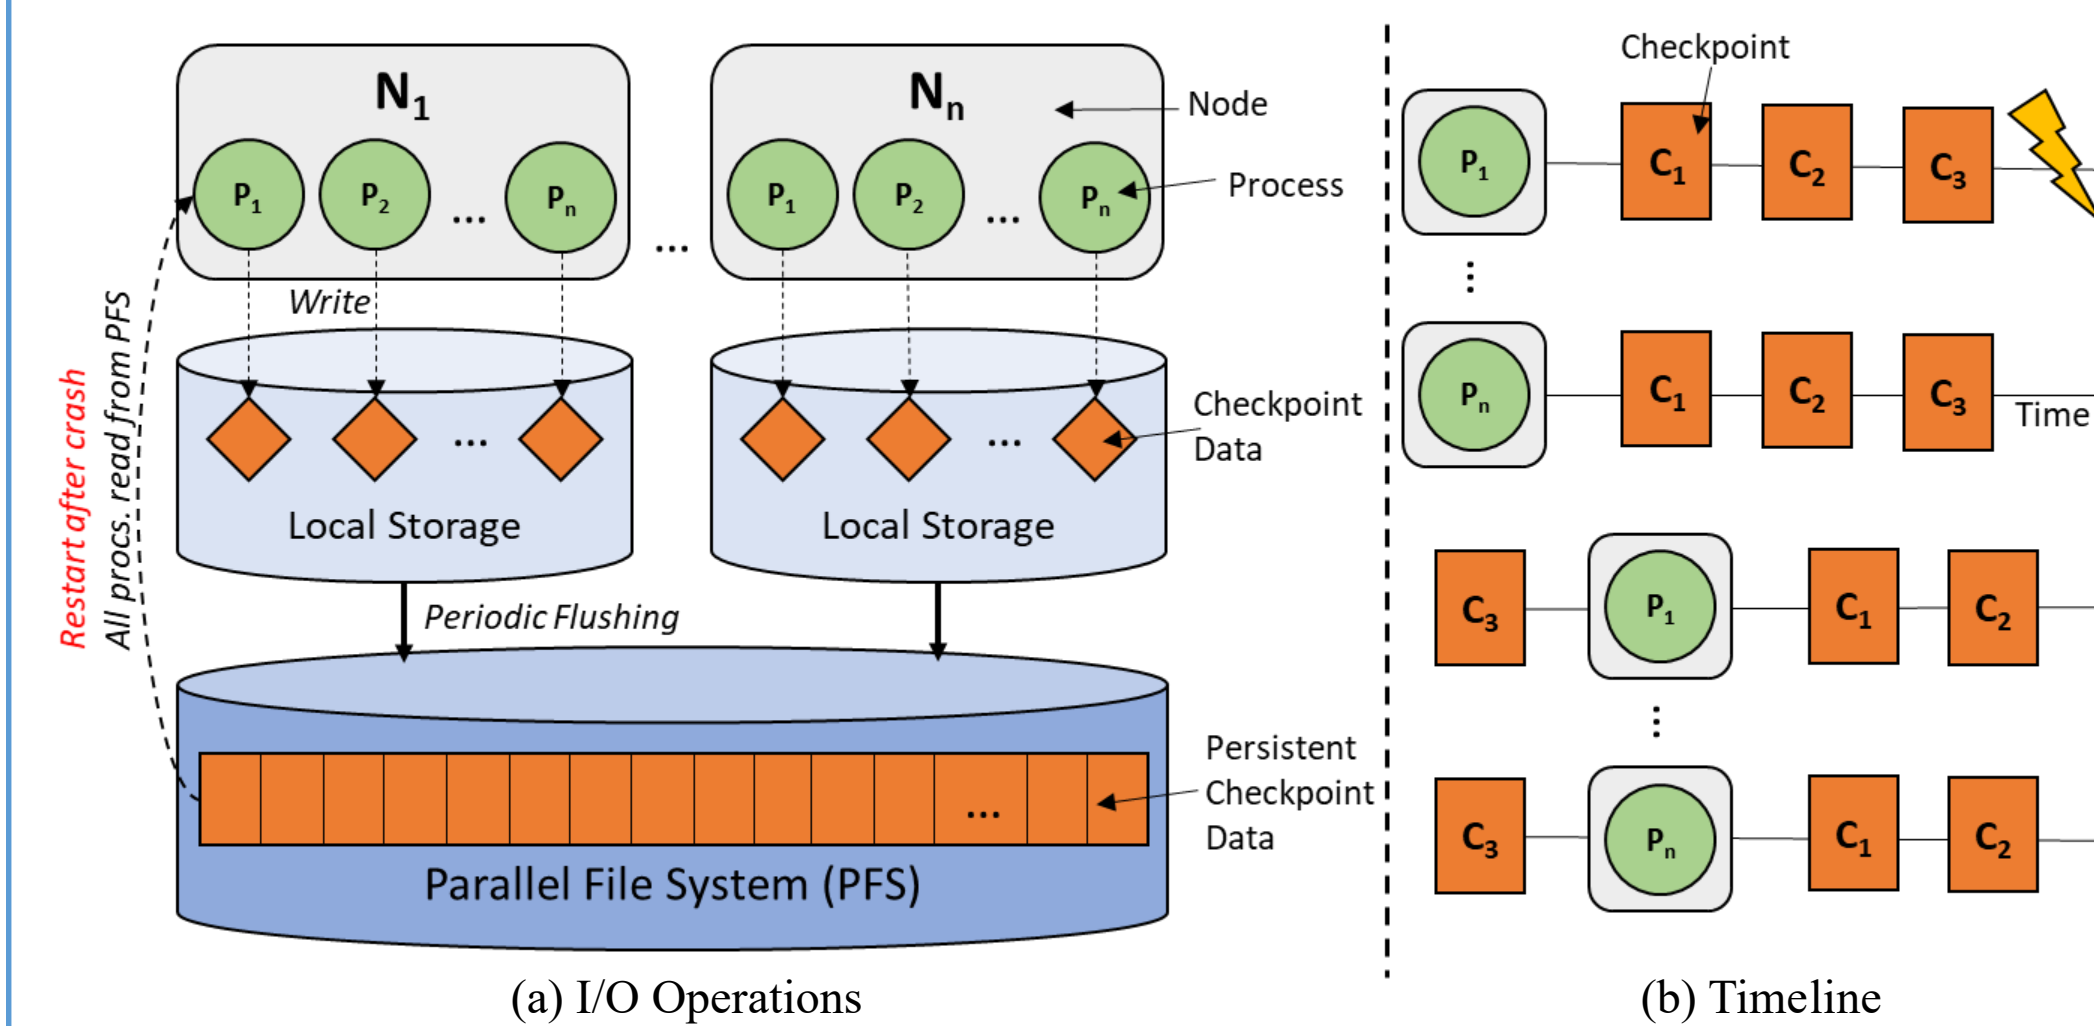 N1
P1 P2 ... Pn
...
Nn
P1 P2 ... Pn
Node
Process
Write
Local Storage
...
Local Storage
...
Checkpoint
Data
Restart after crash
All procs. read from PFS
Periodic Flushing
...
Persistent
Checkpoint
Data
Parallel File System (PFS)
(a) I/O Operations
Checkpoint
P1 C1 C2 C3
...
Pn C1 C2 C3
Time
C3 P1 C1 C2
...
C3 Pn C1 C2
(b) Timeline